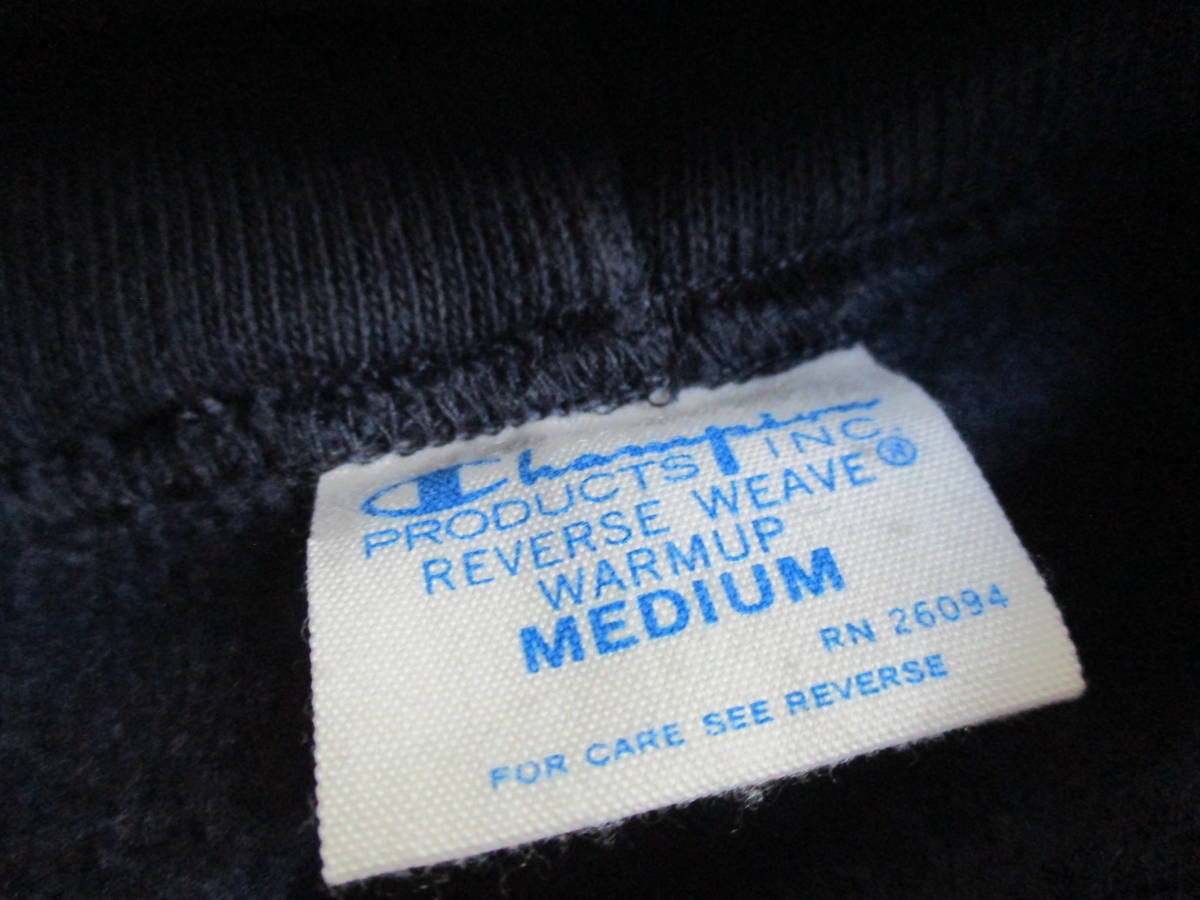 Champion
PRODUCTS INC.
REVERSE WEAVE®
WARMUP
MEDIUM
RN 26094
FOR CARE SEE REVERSE